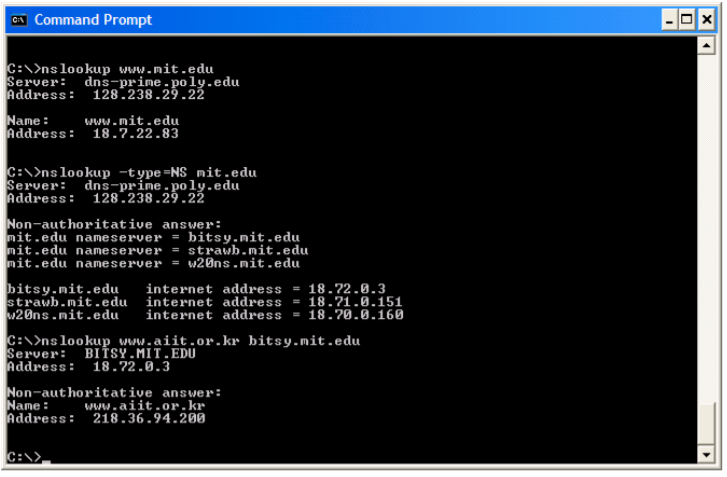 Command Prompt
C:\>nslookup www.mit.edu
Server:  dns-prime.poly.edu
Address:  128.238.29.22
Name:    www.mit.edu
Address:  18.7.22.83
C:\>nslookup -type=NS mit.edu
Server:  dns-prime.poly.edu
Address:  128.238.29.22
Non-authoritative answer:
mit.edu nameserver = bitsy.mit.edu
mit.edu nameserver = strawb.mit.edu
mit.edu nameserver = w20ns.mit.edu
bitsy.mit.edu   internet address = 18.72.0.3
strawb.mit.edu  internet address = 18.71.0.151
w20ns.mit.edu   internet address = 18.70.0.160
C:\>nslookup www.aiit.or.kr bitsy.mit.edu
Server:  BITSY.MIT.EDU
Address:  18.72.0.3
Non-authoritative answer:
Name:    www.aiit.or.kr
Address:  218.36.94.200
C:\>_